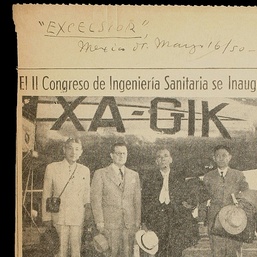 "EXCELSIOR",
Mexico DF. Mayo 16/50-
El II Congreso de Ingeniería Sanitaria se Inaug
XA-GIK